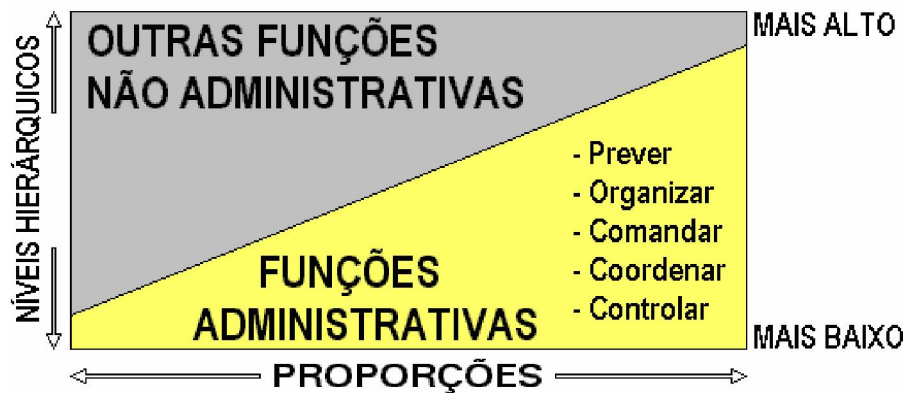 OUTRAS FUNÇÕES
NÃO ADMINISTRATIVAS
MAIS ALTO
NÍVEIS HIERÁRQUICOS
- Prever
- Organizar
- Comandar
- Coordenar
- Controlar
FUNÇÕES
ADMINISTRATIVAS
MAIS BAIXO
PROPORÇÕES